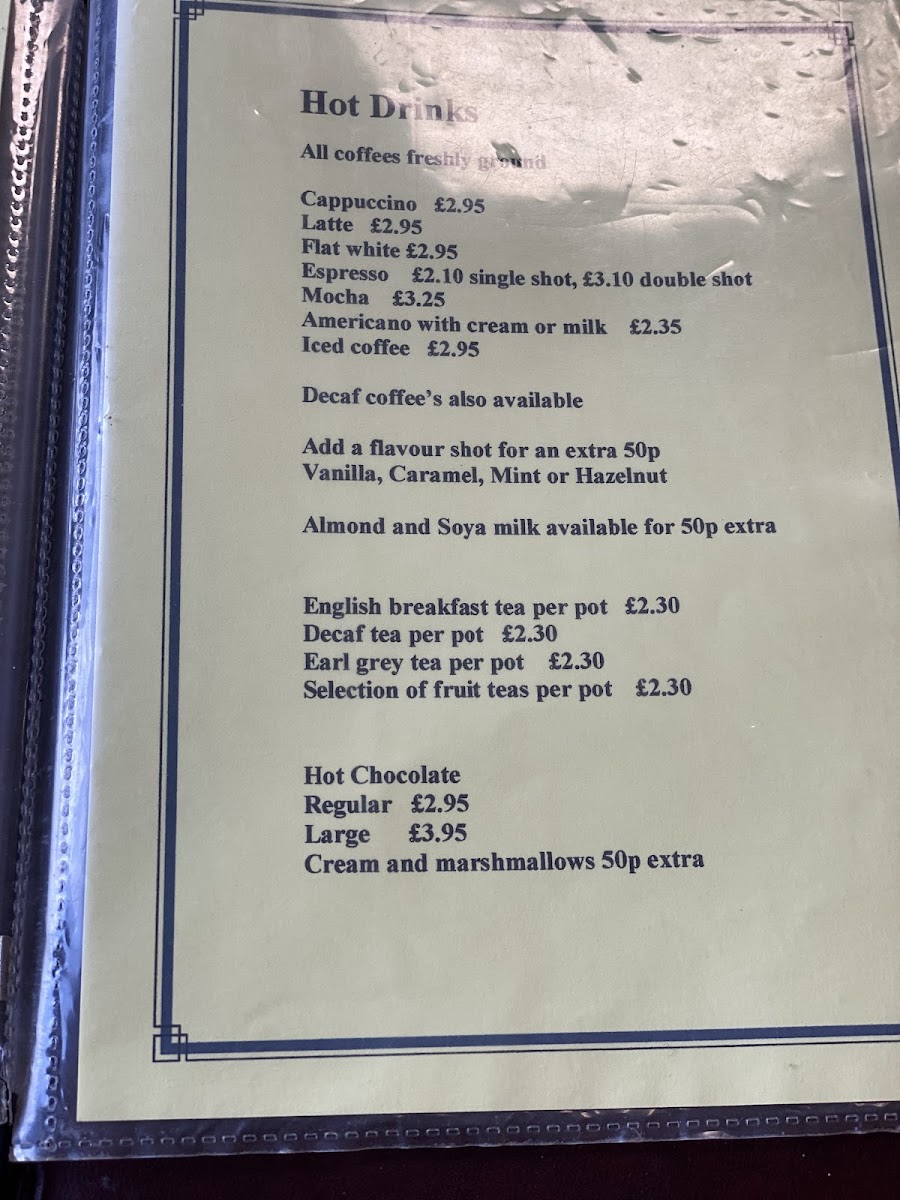 Hot Drinks
All coffees freshly ground
Cappuccino £2.95
Latte £2.95
Flat white £2.95
Espresso £2.10 single shot, £3.10 double shot
Mocha £3.25
Americano with cream or milk £2.35
Iced coffee £2.95
Decaf coffee's also available
Add a flavour shot for an extra 50p
Vanilla, Caramel, Mint or Hazelnut
Almond and Soya milk available for 50p extra
English breakfast tea per pot £2.30
Decaf tea per pot £2.30
Earl grey tea per pot £2.30
Selection of fruit teas per pot £2.30
Hot Chocolate
Regular £2.95
Large £3.95
Cream and marshmallows 50p extra